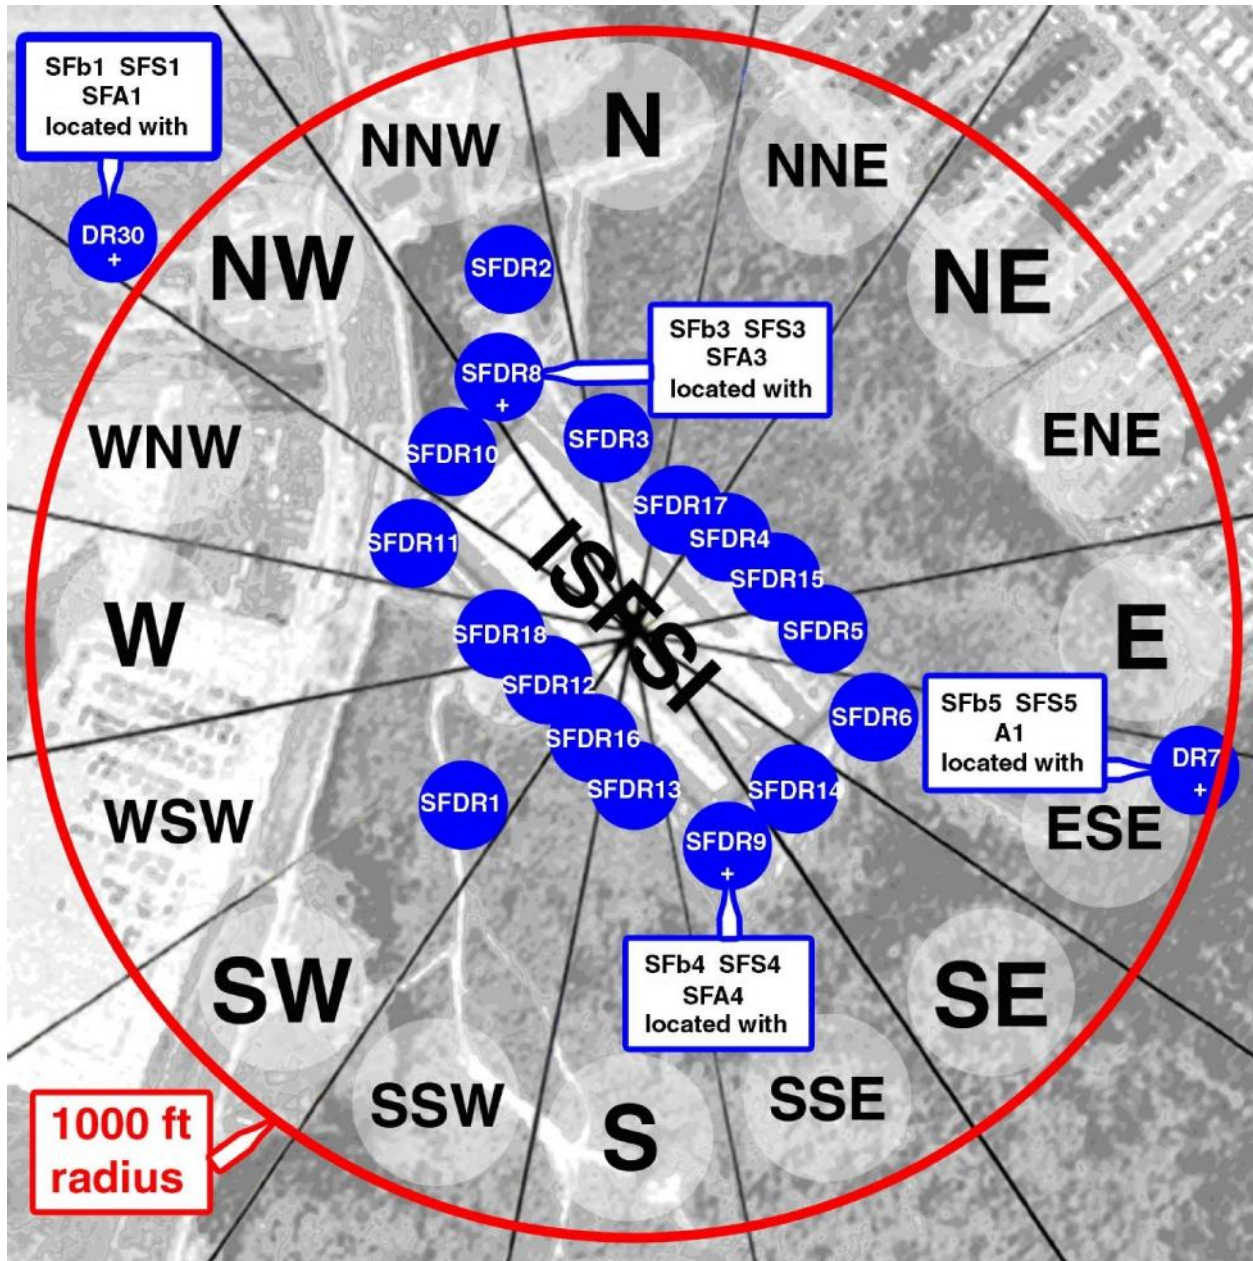 SFb1 SFS1
SFA1
located with
DR30
+
NNW
N
NNE
NW
NE
SFDR2
SFb3 SFS3
SFA3
located with
SFDR8
+
SFDR3
SFDR10
WNW
ENE
SFDR17
SFDR4
SFDR11
SFDR15
ISFSI
W
SFDR18
SFDR5
E
SFDR12
SFDR6
SFb5 SFS5
A1
located with
DR7
+
SFDR16
SFDR13
SFDR14
SFDR1
WSW
ESE
SFDR9
+
SFb4 SFS4
SFA4
located with
SW
SE
SSW
S
SSE
1000 ft
radius